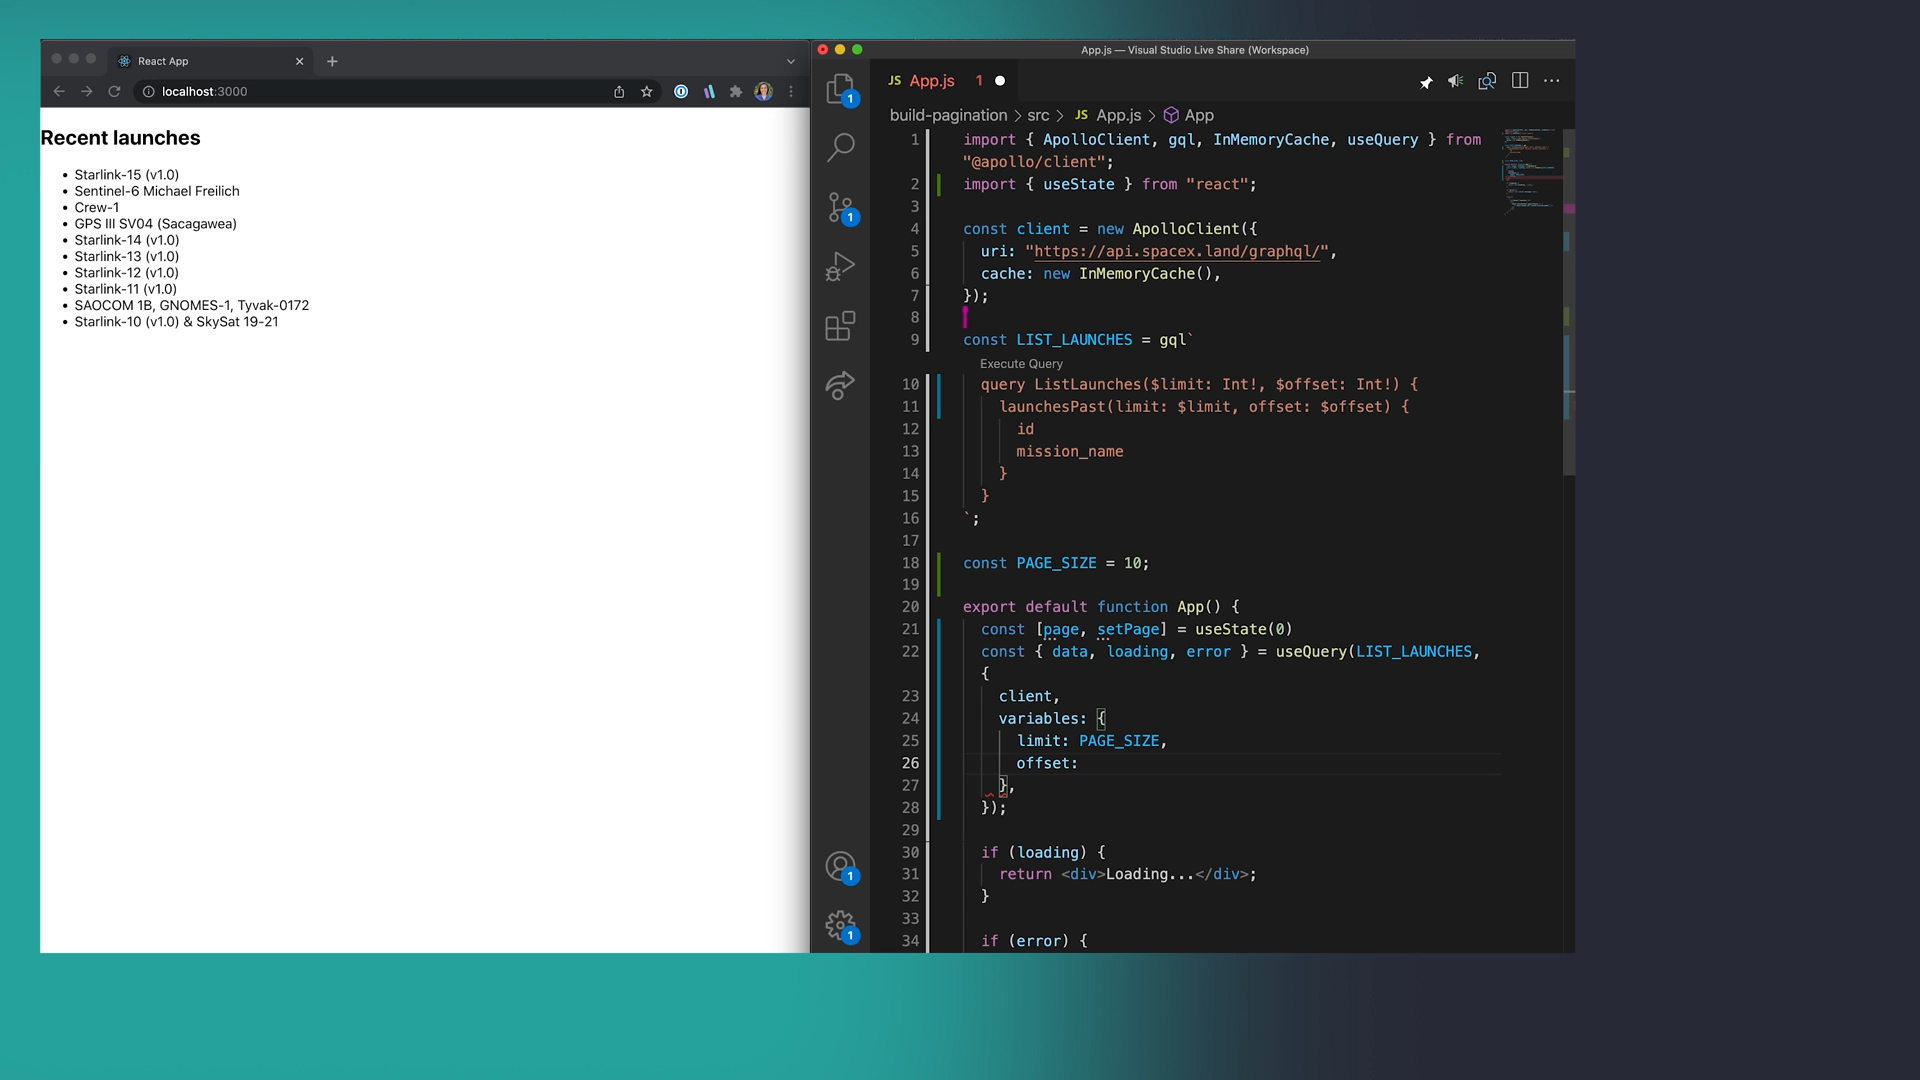 React App
localhost:3000
Recent launches
Starlink-15 (v1.0)
Sentinel-6 Michael Freilich
Crew-1
GPS III SV04 (Sacagawea)
Starlink-14 (v1.0)
Starlink-13 (v1.0)
Starlink-12 (v1.0)
Starlink-11 (v1.0)
SAOCOM 1B, GNOMES-1, Tyvak-0172
Starlink-10 (v1.0) & SkySat 19-21
App.js — Visual Studio Live Share (Workspace)
1
1
1
1
JS App.js 1
build-pagination > src > JS App.js > App
1 import { ApolloClient, gql, InMemoryCache, useQuery } from
"@apollo/client";
2 import { useState } from "react";
3
4 const client = new ApolloClient({
5 uri: "https://api.spacex.land/graphql/",
6 cache: new InMemoryCache(),
7 });
8
9 const LIST_LAUNCHES = gql`
Execute Query
10 query ListLaunches($limit: Int!, $offset: Int!) {
11 launchesPast(limit: $limit, offset: $offset) {
12 id
13 mission_name
14 }
15 }
16 `;
17
18 const PAGE_SIZE = 10;
19
20 export default function App() {
21 const [page, setPage] = useState(0)
22 const { data, loading, error } = useQuery(LIST_LAUNCHES,
{
23 client,
24 variables: {
25 limit: PAGE_SIZE,
26 offset:
27 },
28 });
29
30 if (loading) {
31 return <div>Loading...</div>;
32 }
33
34 if (error) {